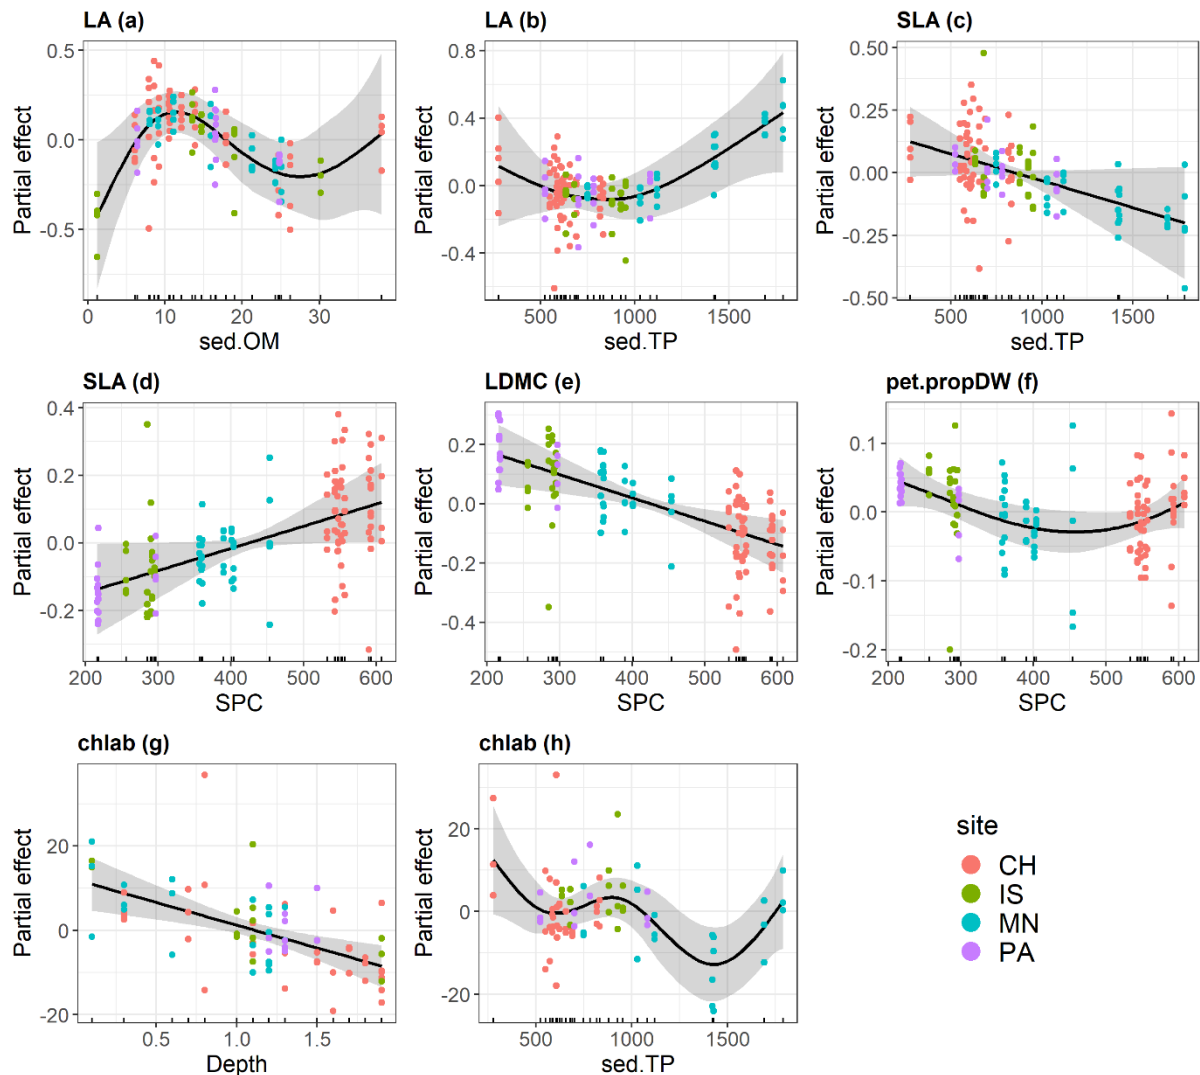 LA (a)
Partial effect
0.5
0.0
-0.5
0
10
20
30
sed.OM
LA (b)
Partial effect
0.8
0.4
0.0
-0.4
500
1000
1500
sed.TP
SLA (c)
Partial effect
0.50
0.25
0.00
-0.25
-0.50
500
1000
1500
sed.TP
SLA (d)
Partial effect
0.4
0.2
0.0
-0.2
200
300
400
500
600
SPC
LDMC (e)
Partial effect
0.2
0.0
-0.2
-0.4
200
300
400
500
600
SPC
pet.propDW (f)
Partial effect
0.1
0.0
-0.1
-0.2
200
300
400
500
600
SPC
chlab (g)
Partial effect
20
0
-20
0.5
1.0
1.5
Depth
chlab (h)
Partial effect
20
0
-20
500
1000
1500
sed.TP
site
CH
IS
MN
PA